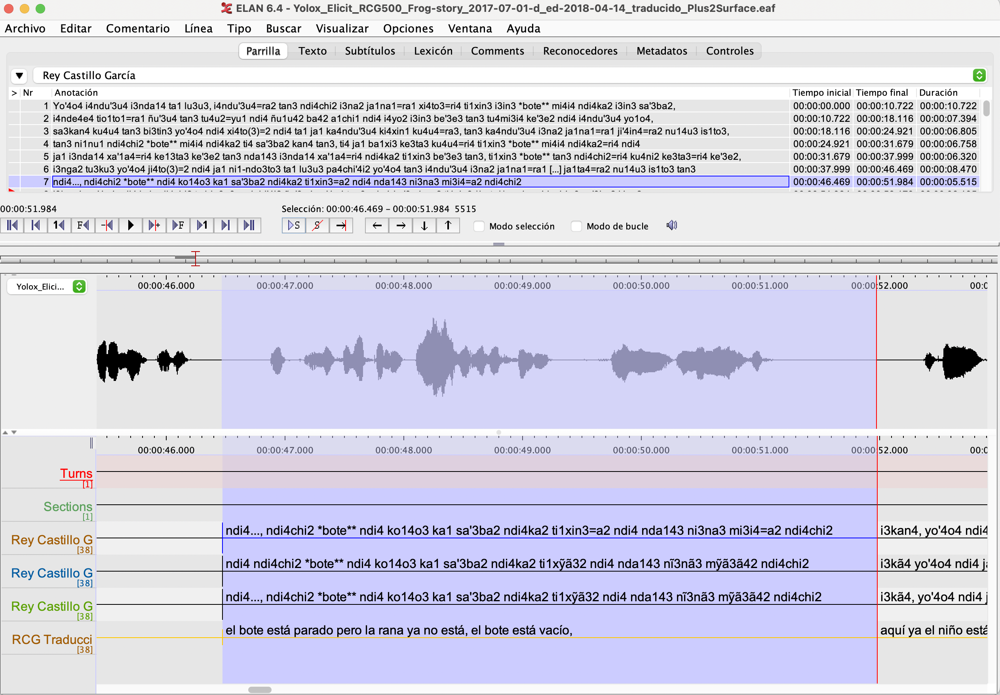 ELAN 6.4 - Yolox_Elicit_RCG500_Frog-story_2017-07-01-d_ed-2018-04-14_traducido_Plus2Surface.eaf
Archivo Editar Comentario Línea Tipo Buscar Visualizar Opciones Ventana Ayuda
Parrilla Texto Subtítulos Lexicón Comments Reconocedores Metadatos Controles
Rey Castillo García
> Nr Anotación Tiempo inicial Tiempo final Duración
1 Yo'4o4 i4ndu'3u4 i3nda14 ta1 lu3u3, i4ndu'3u4=ra2 tan3 ndi4chi2 i3na2 ja1na1=ra1 xi4to3=ri4 ti1xin3 i3in3 *bote** mi4i4 ndi4ka2 i3in3 sa'3ba2, 00:00:00.000 00:00:10.722 00:00:10.722
2 i4nde4e4 tio1to1=ra1 ñu'3u4 tan3 tu4u2=yu1 ndi4 ñu1u42 ba42 a1chi1 ndi4 i4yo2 i3in3 be'3e3 tan3 tu4mi3i4 ke'3e2 ndi4 i4ndu'3u4 yo1o4, 00:00:10.722 00:00:18.116 00:00:07.394
3 sa3kan4 ku4u4 tan3 bi3tin3 yo'4o4 ndi4 xi4to(3)=2 ndi4 ta1 ja1 ka4ndu'3u4 ki4xin1 ku4u4=ra3, tan3 ka4ndu'3u4 i3na2 ja1na1=ra1 ji'4in4=ra2 nu14u3 is1to3, 00:00:18.116 00:00:24.921 00:00:06.805
4 tan3 ni1nu1 ndi4chi2 *bote** mi4i4 ndi4ka2 ti4 sa'3ba2 kan4 tan3, ti4 ja1 ba1xi3 ke3ta3 ku4u4=ri4 ti1xin3 *bote** mi4i4 ndi4ka2=ri4 ndi4 00:00:24.921 00:00:31.679 00:00:06.758
5 ja1 i3nda14 xa'1a4=ri4 ke13ta3 ke'3e2 tan3 nda143 i3nda14 xa'1a4=ri4 ndi4ka2 ti1xin3 be'3e3 tan3, ti1xin3 *bote** tan3 ndi4chi2=ri4 ku4ni2 ke3ta3=ri4 ke'3e2, 00:00:31.679 00:00:37.999 00:00:06.320
6 i3nga2 tu3ku3 yo'4o4 ji4to(3)=2 ndi4 ja1 ni1-ndo3to3 ta1 lu3u3 pa4chi'4i2 yo'4o4 tan3 i4ndu'3u4 i3na2 ja1na1=ra1 [...] ja1ta4=ra2 nu14u3 is1to3 tan3 00:00:37.999 00:00:46.469 00:00:08.470
7 ndi4..., ndi4chi2 *bote** ndi4 ko14o3 ka1 sa'3ba2 ndi4ka2 ti1xin3=a2 ndi4 nda143 ni3na3 mi3i4=a2 ndi4chi2 00:00:46.469 00:00:51.984 00:00:05.515
00:00:51.984 Selección: 00:00:46.469 – 00:00:51.984 5515
1 F S S Modo selección Modo de bucle
Yolox_Elici... 00:00:46.000 00:00:47.000 00:00:48.000 00:00:49.000 00:00:50.000 00:00:51.000 00:00:52.000 00:0
00:00:46.000 00:00:47.000 00:00:48.000 00:00:49.000 00:00:50.000 00:00:51.000 00:00:52.000 00:0
Turns
[1]
Sections
[1]
ndi4..., ndi4chi2 *bote** ndi4 ko14o3 ka1 sa'3ba2 ndi4ka2 ti1xin3=a2 ndi4 nda143 ni3na3 mi3i4=a2 ndi4chi2 i3kan4, yo'4o4 ndi4
Rey Castillo G
[38]
ndi4 ndi4chi2 *bote** ndi4 ko14o3 ka1 sa'3ba2 ndi4ka2 ti1xỹã32 ndi4 nda143 nĩ3nã3 mỹã3ã42 ndi4chi2 i3kã4 yo'4o4 ndi4
Rey Castillo G
[38]
ndi4..., ndi4chi2 *bote** ndi4 ko14o3 ka1 sa'3ba2 ndi4ka2 ti1xỹã32 ndi4 nda143 nĩ3nã3 mỹã3ã42 ndi4chi2 i3kã4, yo'4o4 ndi4
Rey Castillo G
[38]
el bote está parado pero la rana ya no está, el bote está vacío, aquí ya el niño está
RCG Traducci
[38]